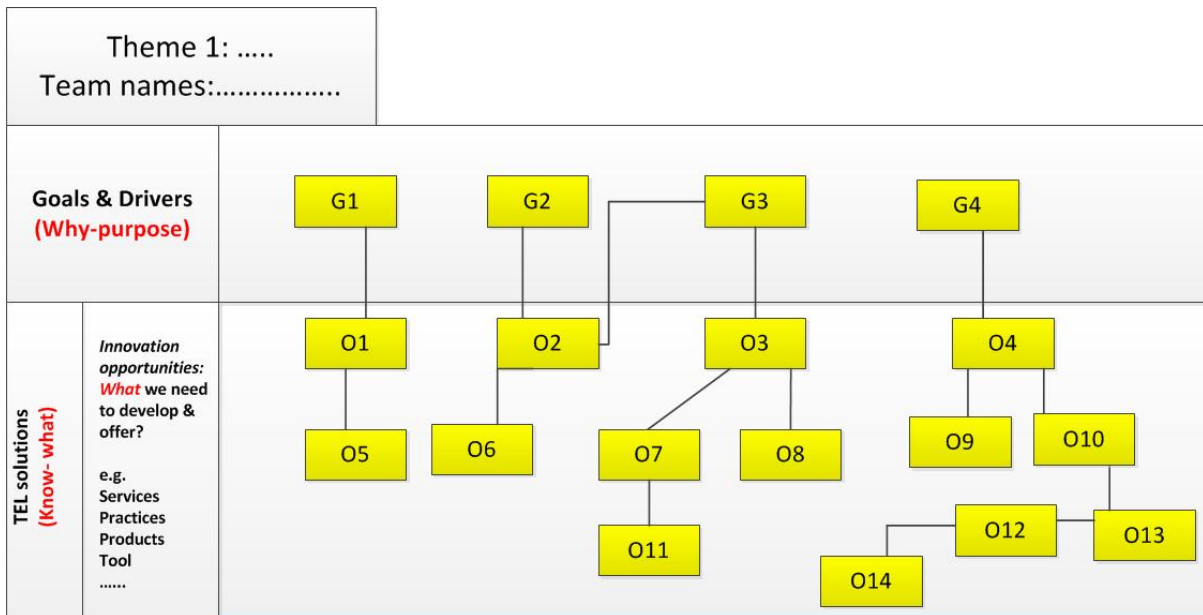 Theme 1: .....
Team names:................
Goals & Drivers
(Why-purpose)
G1
G2
G3
G4
TEL solutions
(Know- what)
Innovation
opportunities:
What we need
to develop &
offer?
e.g.
Services
Practices
Products
Tool
......
O1
O2
O3
O4
O5
O6
O7
O8
O9
O10
O11
O12
O13
O14